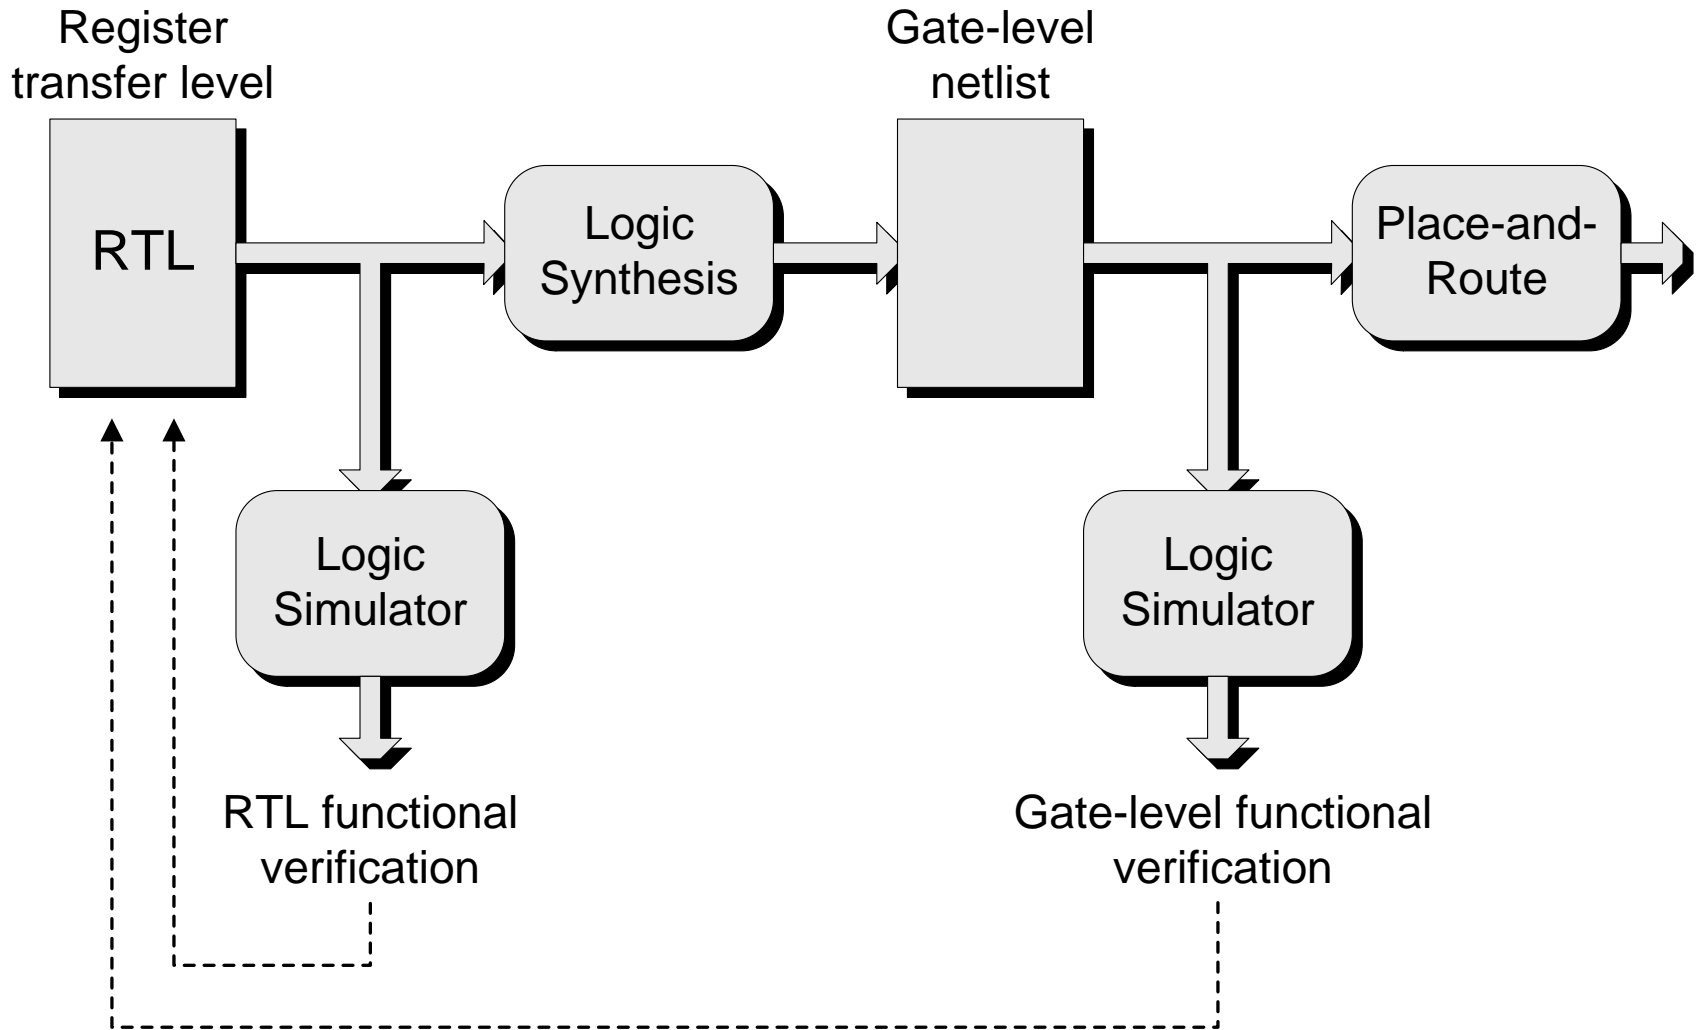 Register
transfer level
Gate-level
netlist
RTL
Logic
Synthesis
Place-and-
Route
Logic
Simulator
Logic
Simulator
RTL functional
verification
Gate-level functional
verification